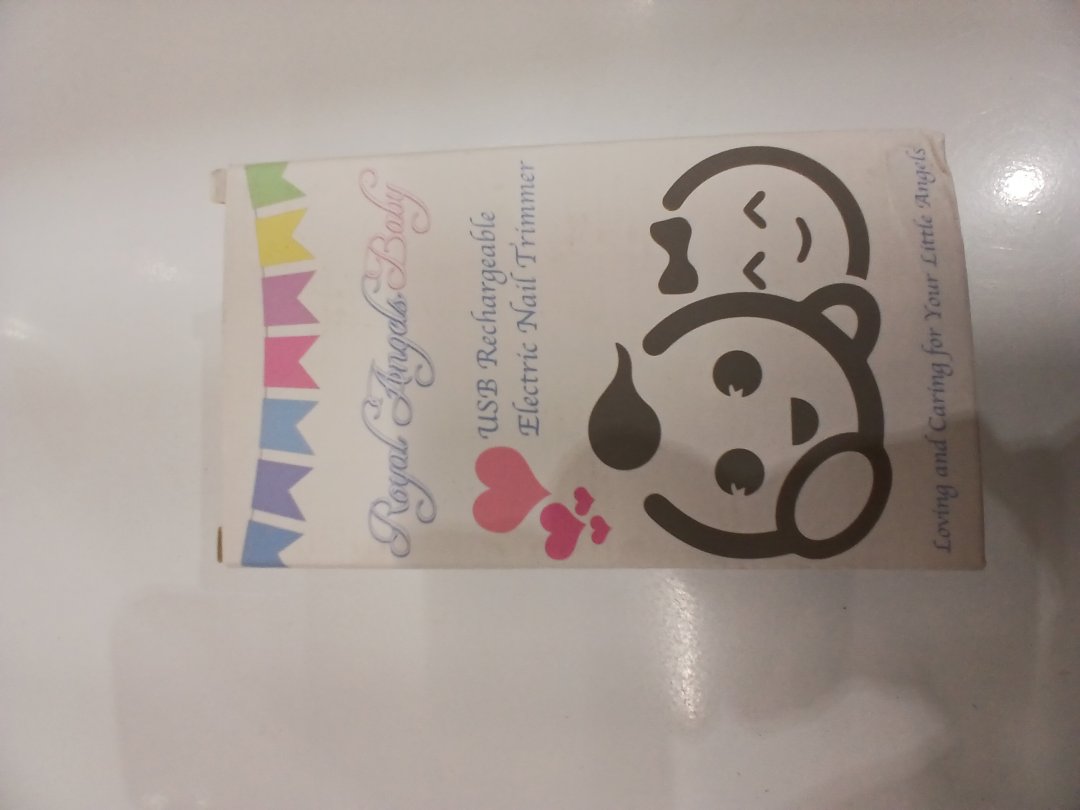 Royal Angels Baby
USB Rechargeable
Electric Nail Trimmer
Loving and Caring for Your Little Angels